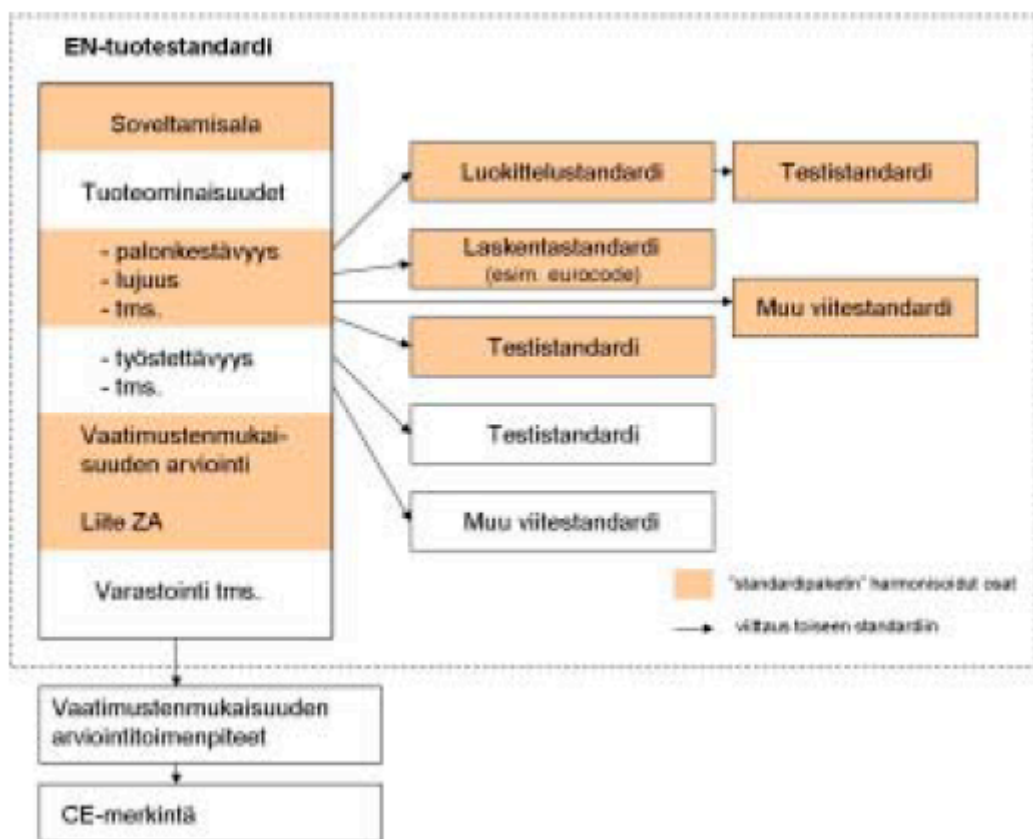 EN-tuotestandardi
Soveltamisala
Tuoteominaisuudet
- palonkestävyys
- lujuus
- tms.
- työstettävyys
- tms.
Vaatimustenmukai-
suuden arviointi
Liite ZA
Varastointi tms.
Luokittelustandardi
Testistandardi
Laskentastandardi
(esim. eurocode)
Muu viitestandardi
Testistandardi
Testistandardi
Muu viitestandardi
"standardipaketin" harmonisoidut osat
viittaus toiseen standardiin
Vaatimustenmukaisuuden
arviointitoimenpiteet
CE-merkintä